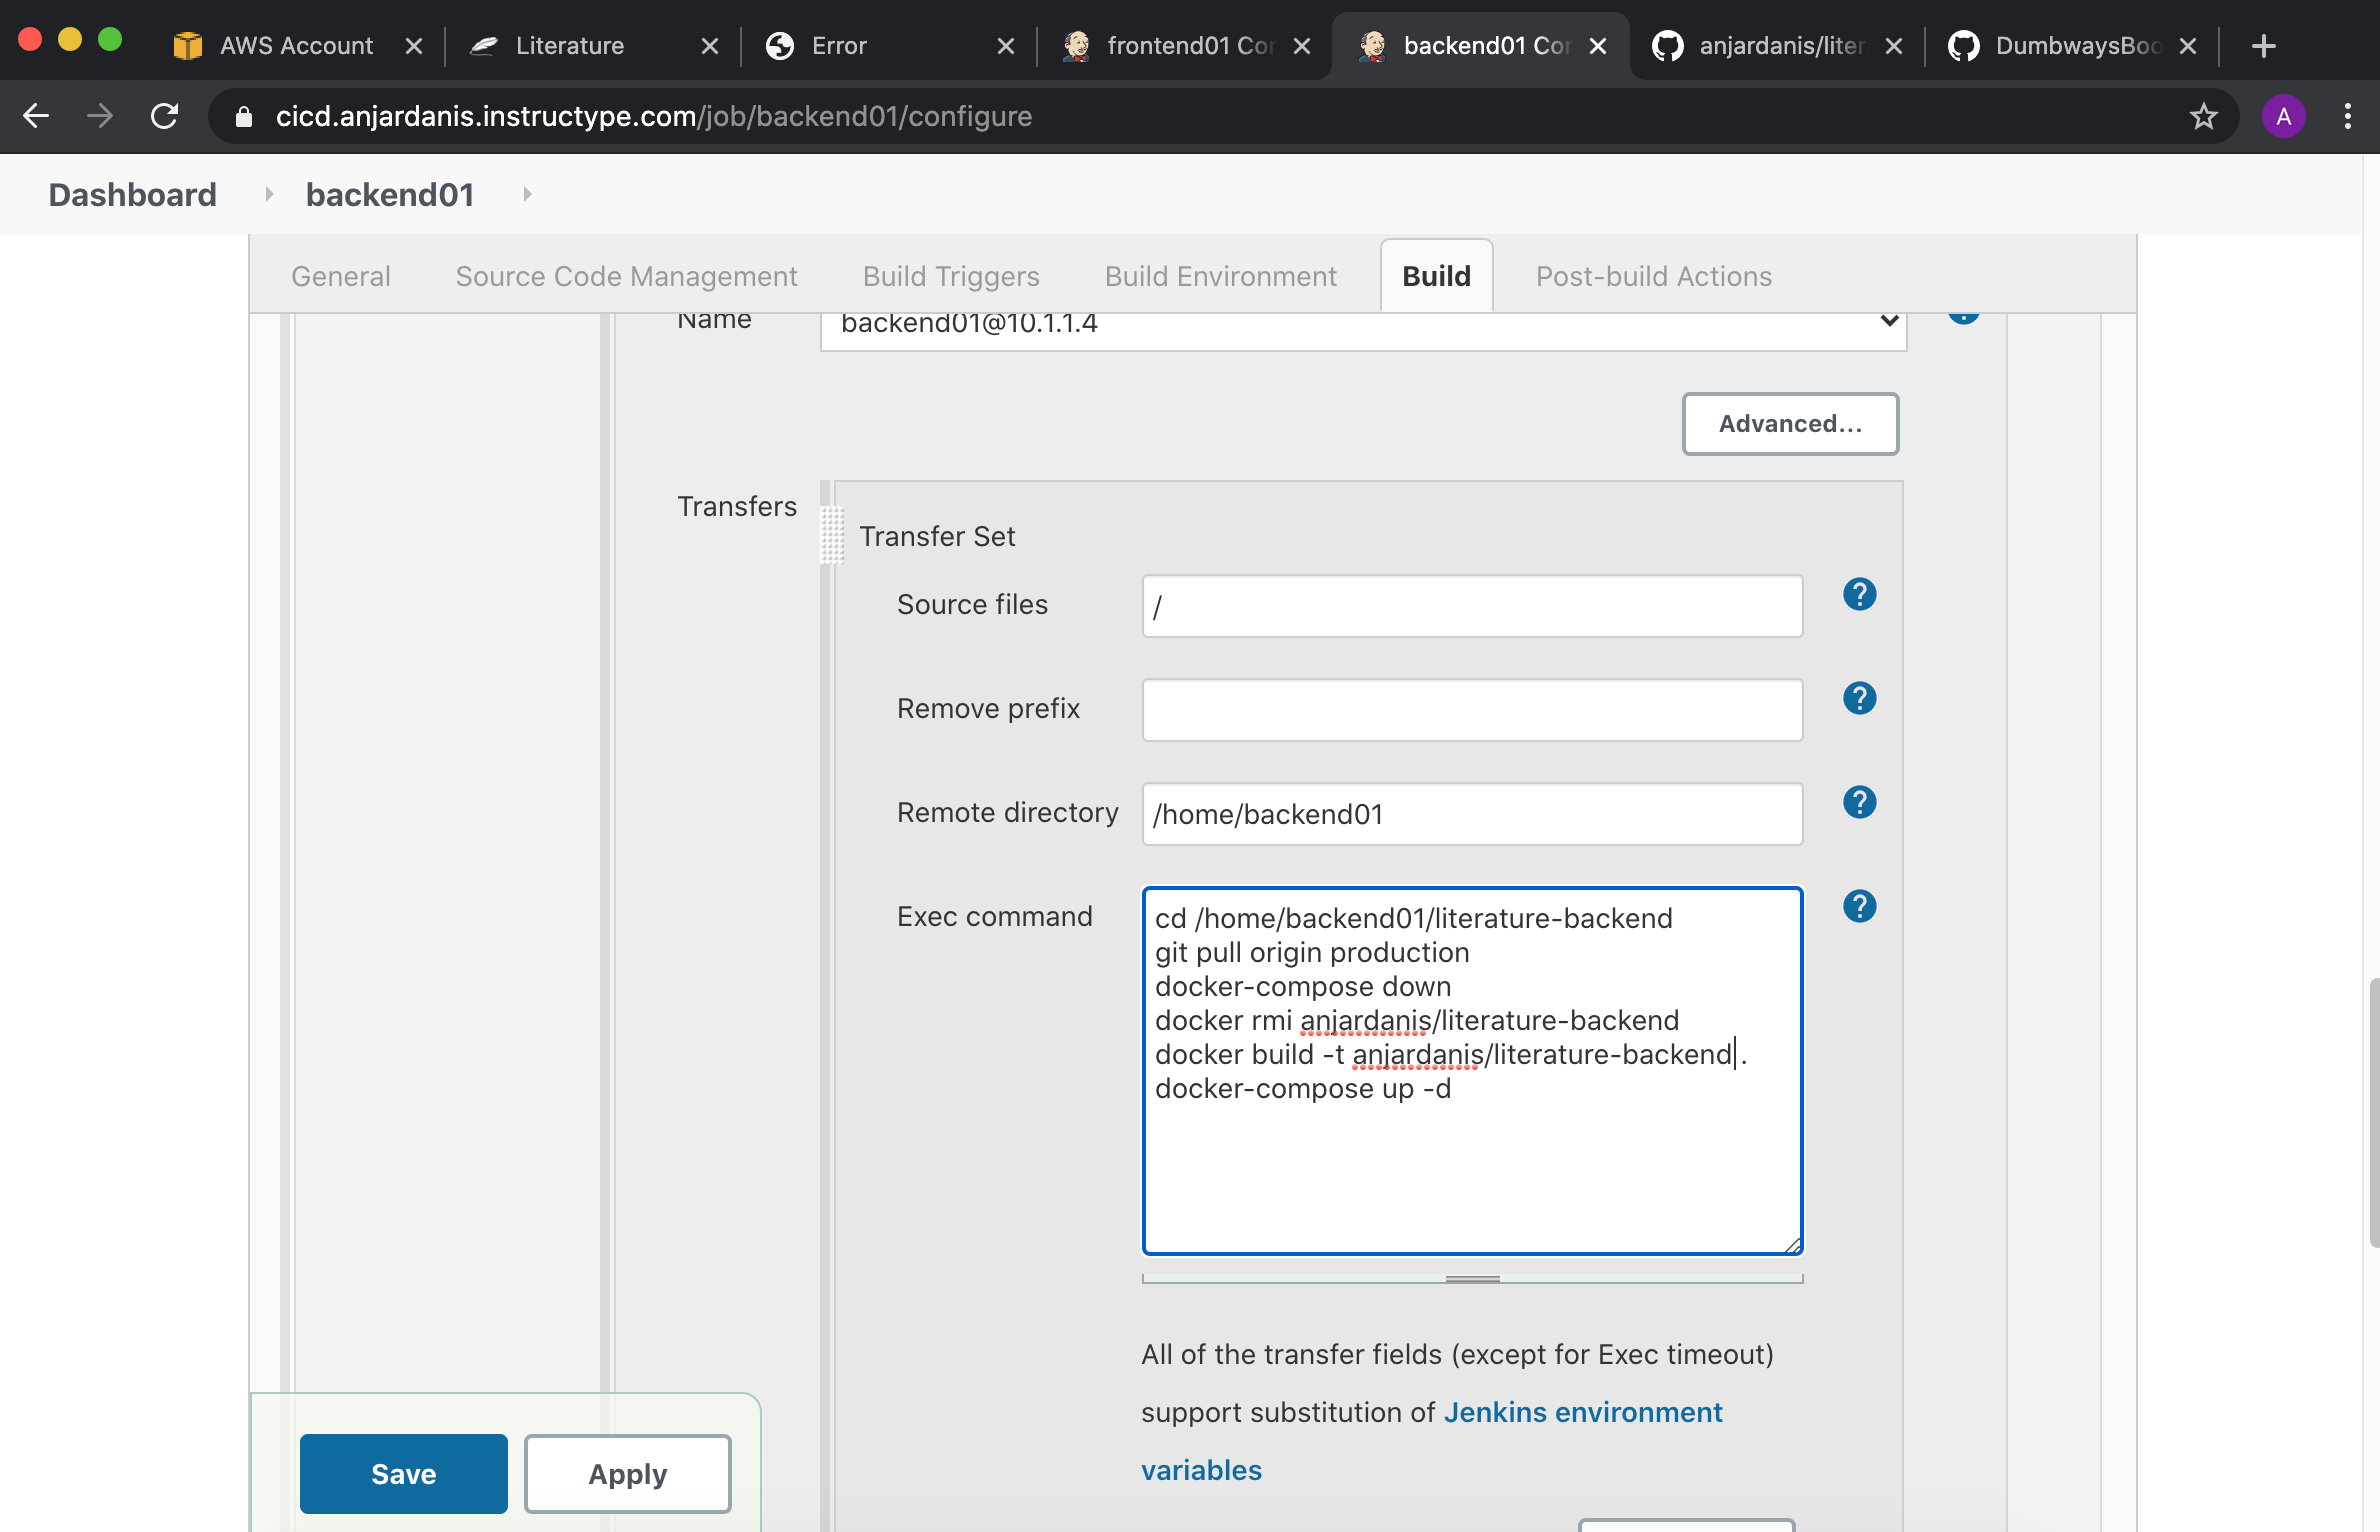 AWS Account
Literature
Error
frontend01 Cor
backend01 Cor
anjardanis/liter
DumbwaysBoo
cicd.anjardanis.instructype.com/job/backend01/configure
A
Dashboard
backend01
General
Source Code Management
Build Triggers
Build Environment
Build
Post-build Actions
Name
backend01@10.1.1.4
?
Advanced...
Transfers
Transfer Set
Source files
/
?
Remove prefix
?
Remote directory
/home/backend01
?
Exec command
cd /home/backend01/literature-backend
git pull origin production
docker-compose down
docker rmi anjardanis/literature-backend
docker build -t anjardanis/literature-backend .
docker-compose up -d
?
All of the transfer fields (except for Exec timeout)
support substitution of Jenkins environment
variables
Save
Apply